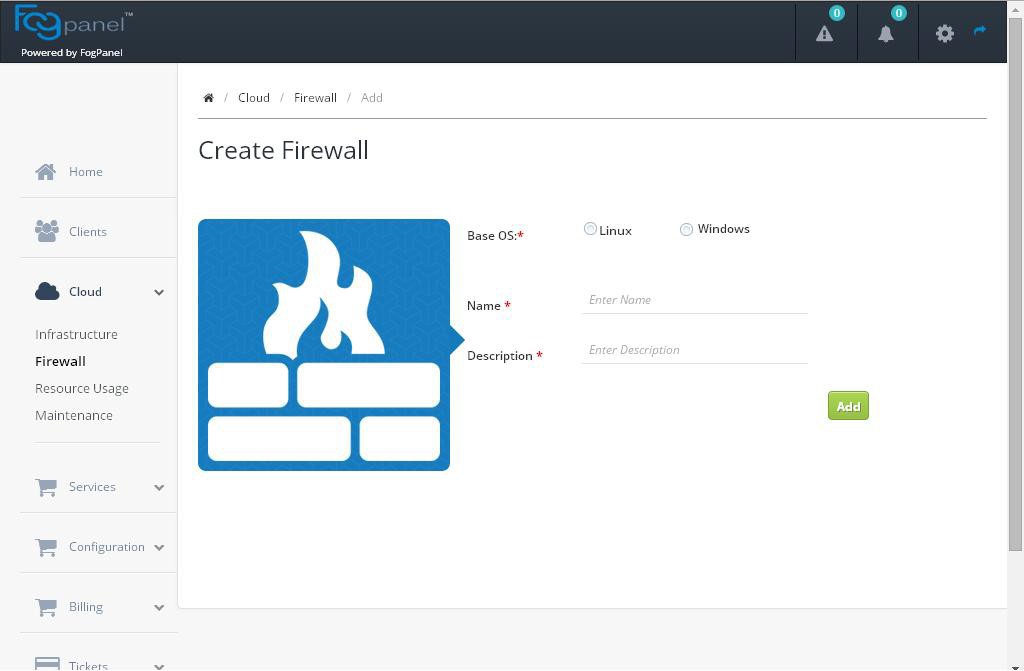 Fogpanel™
0
0
Powered by FogPanel
/ Cloud / Firewall / Add
Create Firewall
Home
Clients
Cloud
Infrastructure
Firewall
Resource Usage
Maintenance
Services
Configuration
Billing
Tickets
Base OS:*
Linux
Windows
Name *
Enter Name
Description *
Enter Description
Add